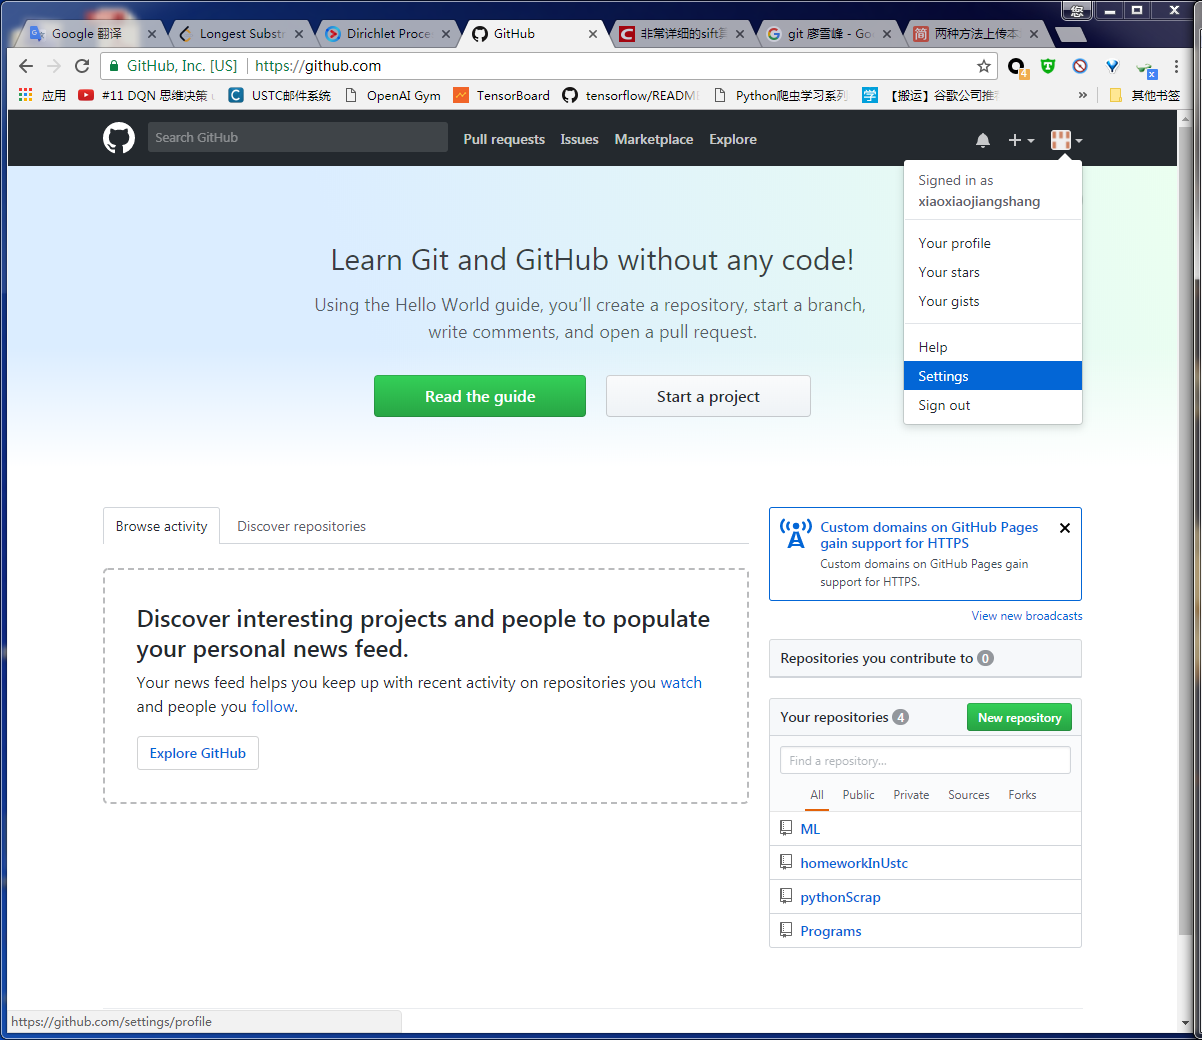 您
Google 翻译
Longest Substr
Dirichlet Proce
GitHub
非常详细的sift
git 廖雪峰 - Goo
两种方法上传本
GitHub, Inc. [US]
https://github.com
4
x
应用
#11 DQN 思维决策
USTC邮件系统
OpenAI Gym
TensorBoard
tensorflow/README
Python爬虫学习系列
【搬运】谷歌公司推
»
其他书签
Search GitHub
Pull requests
Issues
Marketplace
Explore
Signed in as
xiaoxiaojiangshang
Your profile
Your stars
Your gists
Help
Settings
Sign out
Learn Git and GitHub without any code!
Using the Hello World guide, you’ll create a repository, start a branch,
write comments, and open a pull request.
Read the guide
Start a project
Browse activity
Discover repositories
Discover interesting projects and people to populate
your personal news feed.
Your news feed helps you keep up with recent activity on repositories you watch
and people you follow.
Explore GitHub
Custom domains on GitHub Pages
gain support for HTTPS
Custom domains on GitHub Pages gain
support for HTTPS.
View new broadcasts
Repositories you contribute to 0
Your repositories 4
New repository
Find a repository...
All
Public
Private
Sources
Forks
ML
homeworkInUstc
pythonScrap
Programs
https://github.com/settings/profile